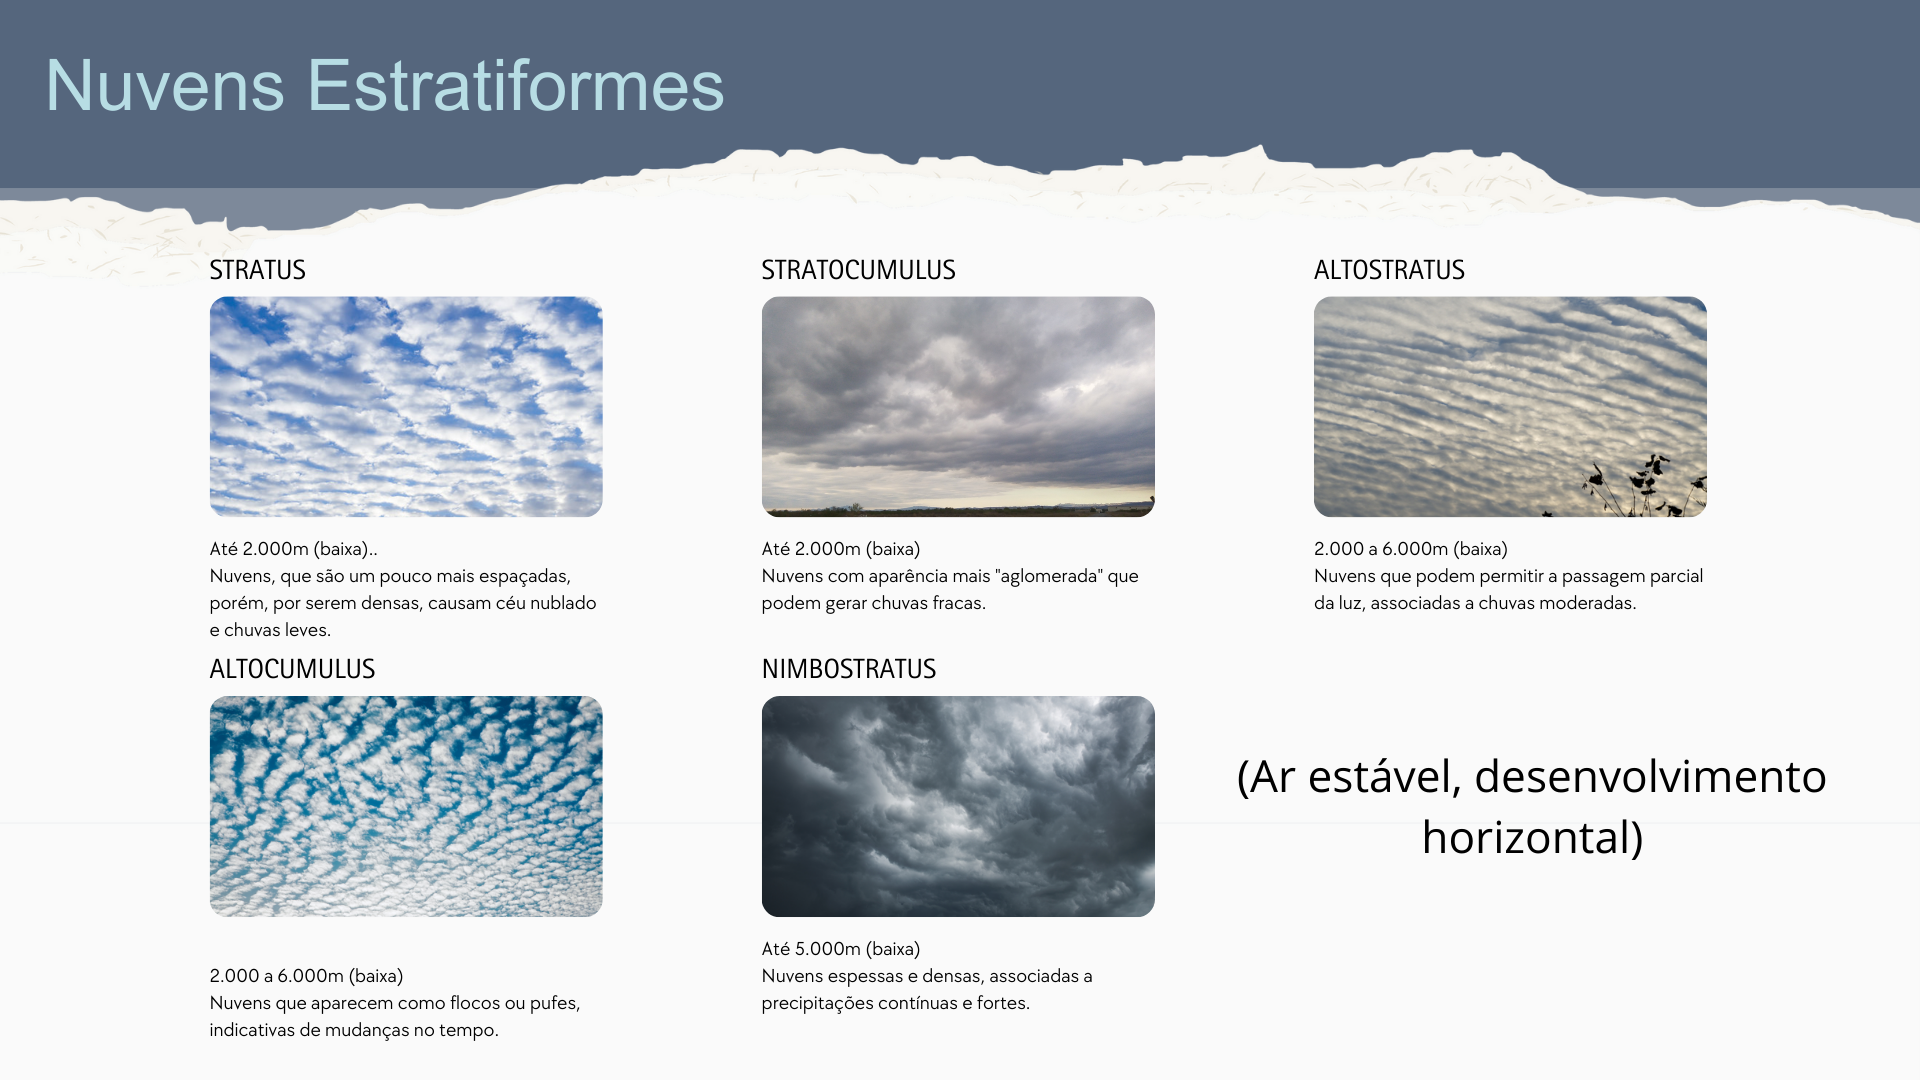 Nuvens Estratiformes
STRATUS
Até 2.000m (baixa)..
Nuvens, que são um pouco mais espaçadas,
porém, por serem densas, causam céu nublado
e chuvas leves.
STRATOCUMULUS
Até 2.000m (baixa)
Nuvens com aparência mais "aglomerada" que
podem gerar chuvas fracas.
ALTOSTRATUS
2.000 a 6.000m (baixa)
Nuvens que podem permitir a passagem parcial
da luz, associadas a chuvas moderadas.
ALTOCUMULUS
2.000 a 6.000m (baixa)
Nuvens que aparecem como flocos ou pufes,
indicativas de mudanças no tempo.
NIMBOSTRATUS
Até 5.000m (baixa)
Nuvens espessas e densas, associadas a
precipitações contínuas e fortes.
(Ar estável, desenvolvimento
horizontal)